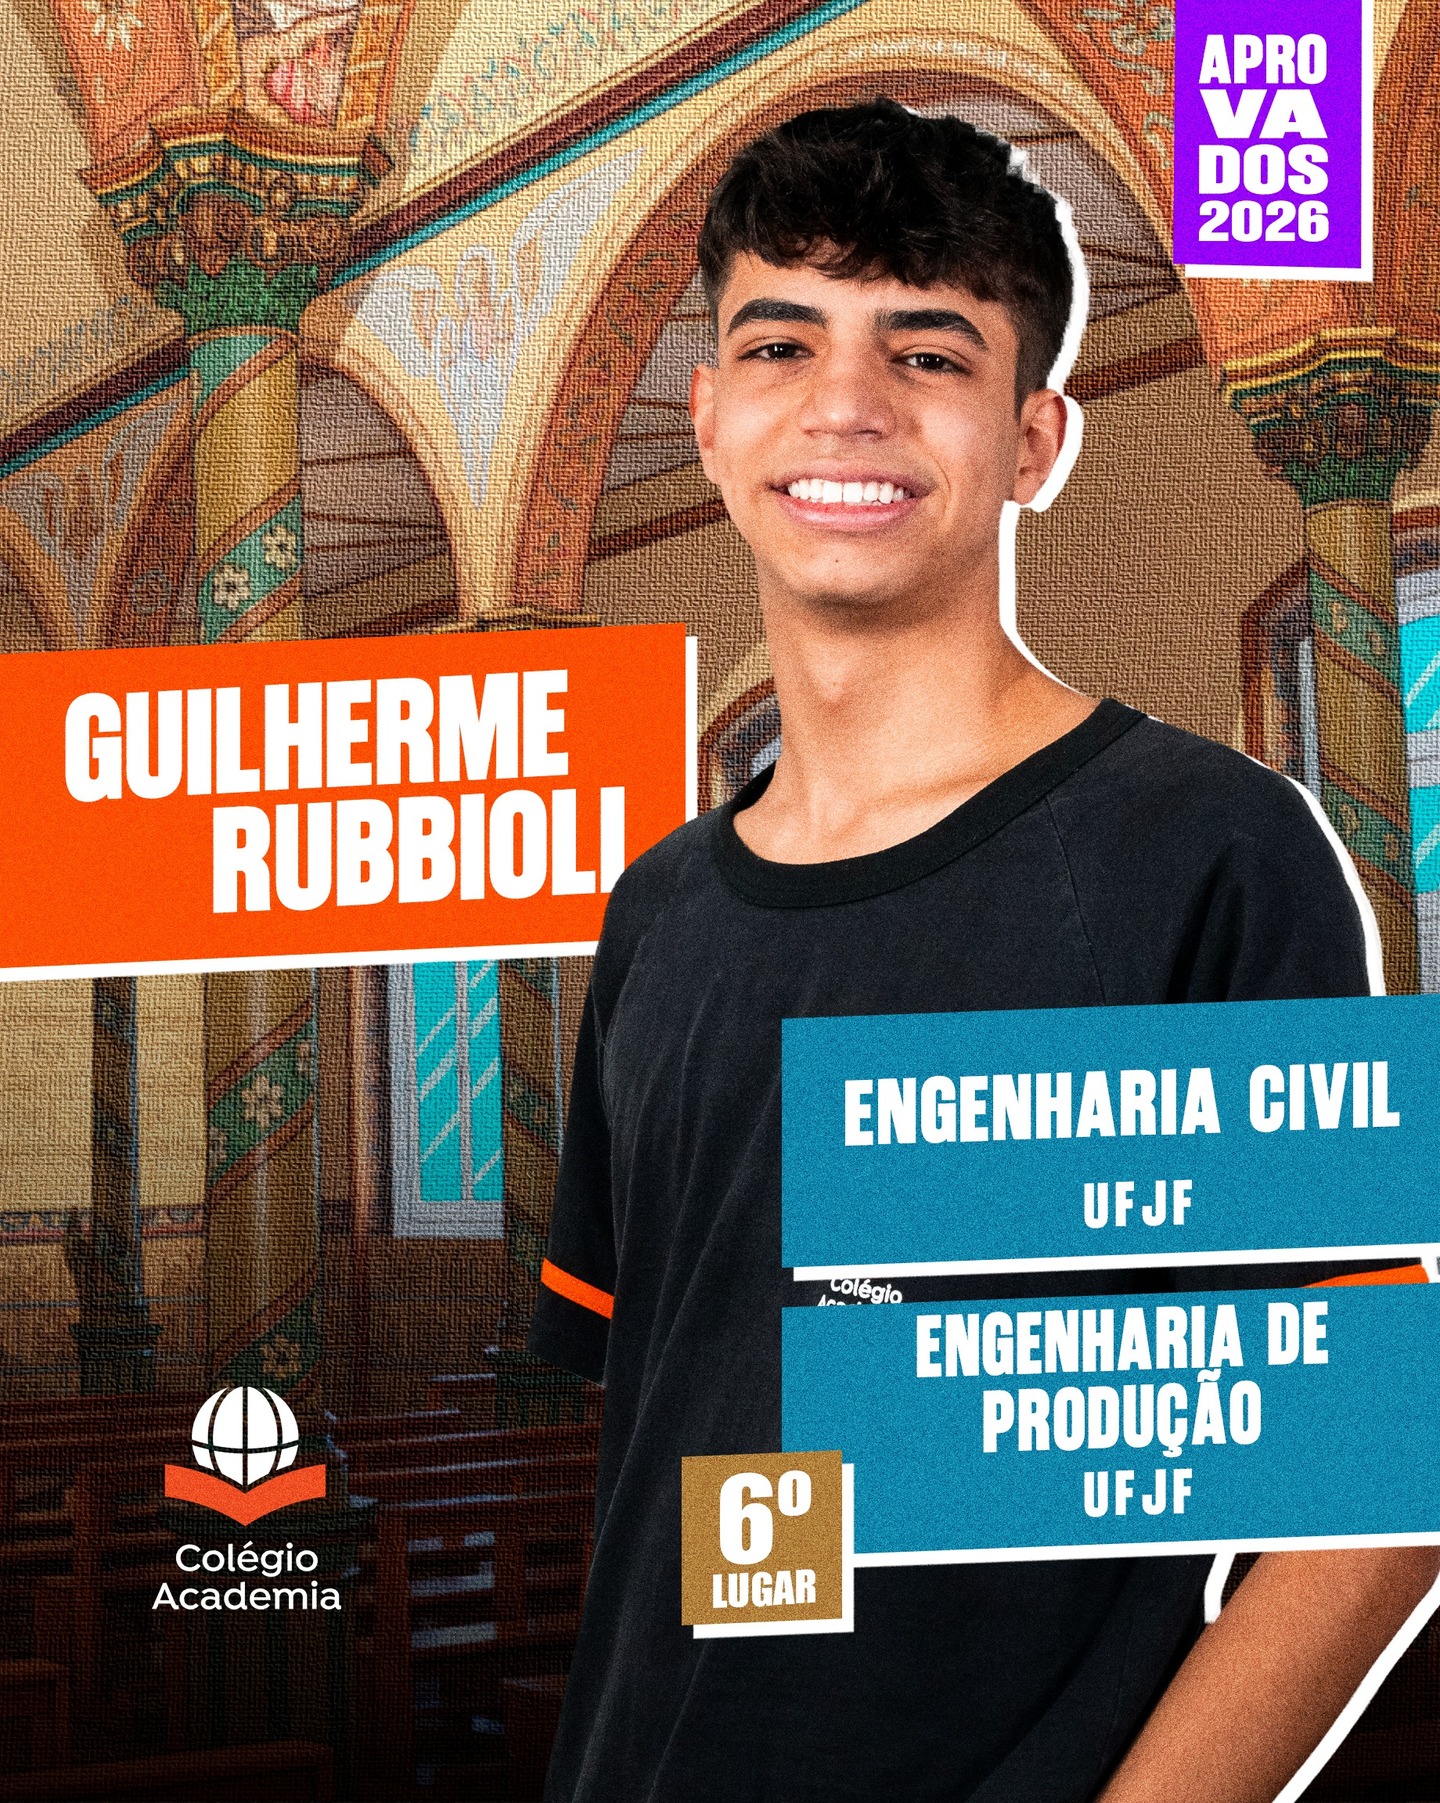 APRO
VA
DOS
2026
GUILHERME
RUBBIOLI
ENGENHARIA CIVIL
UFJF
Colégio
ENGENHARIA DE
PRODUÇÃO
UFJF
6º
LUGAR
Colégio
Academia